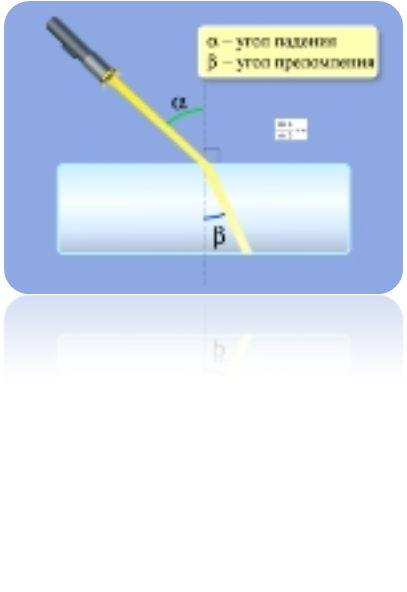 α – угол падения
β – угол преломления
α
β